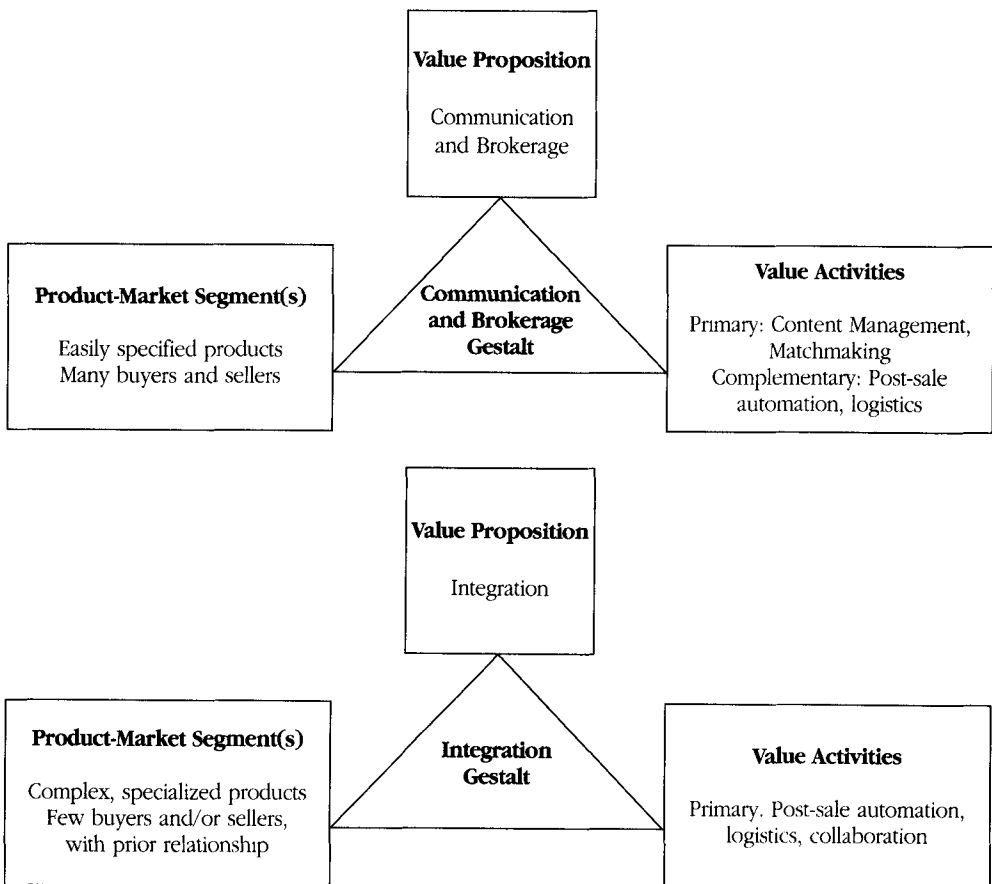 Value Proposition
Communication
and Brokerage
Product-Market Segment(s)
Easily specified products
Many buyers and sellers
Communication
and Brokerage
Gestalt
Value Activities
Primary: Content Management,
Matchmaking
Complementary: Post-sale
automation, logistics
Value Proposition
Integration
Product-Market Segment(s)
Complex, specialized products
Few buyers and/or sellers,
with prior relationship
Integration
Gestalt
Value Activities
Primary. Post-sale automation,
logistics, collaboration